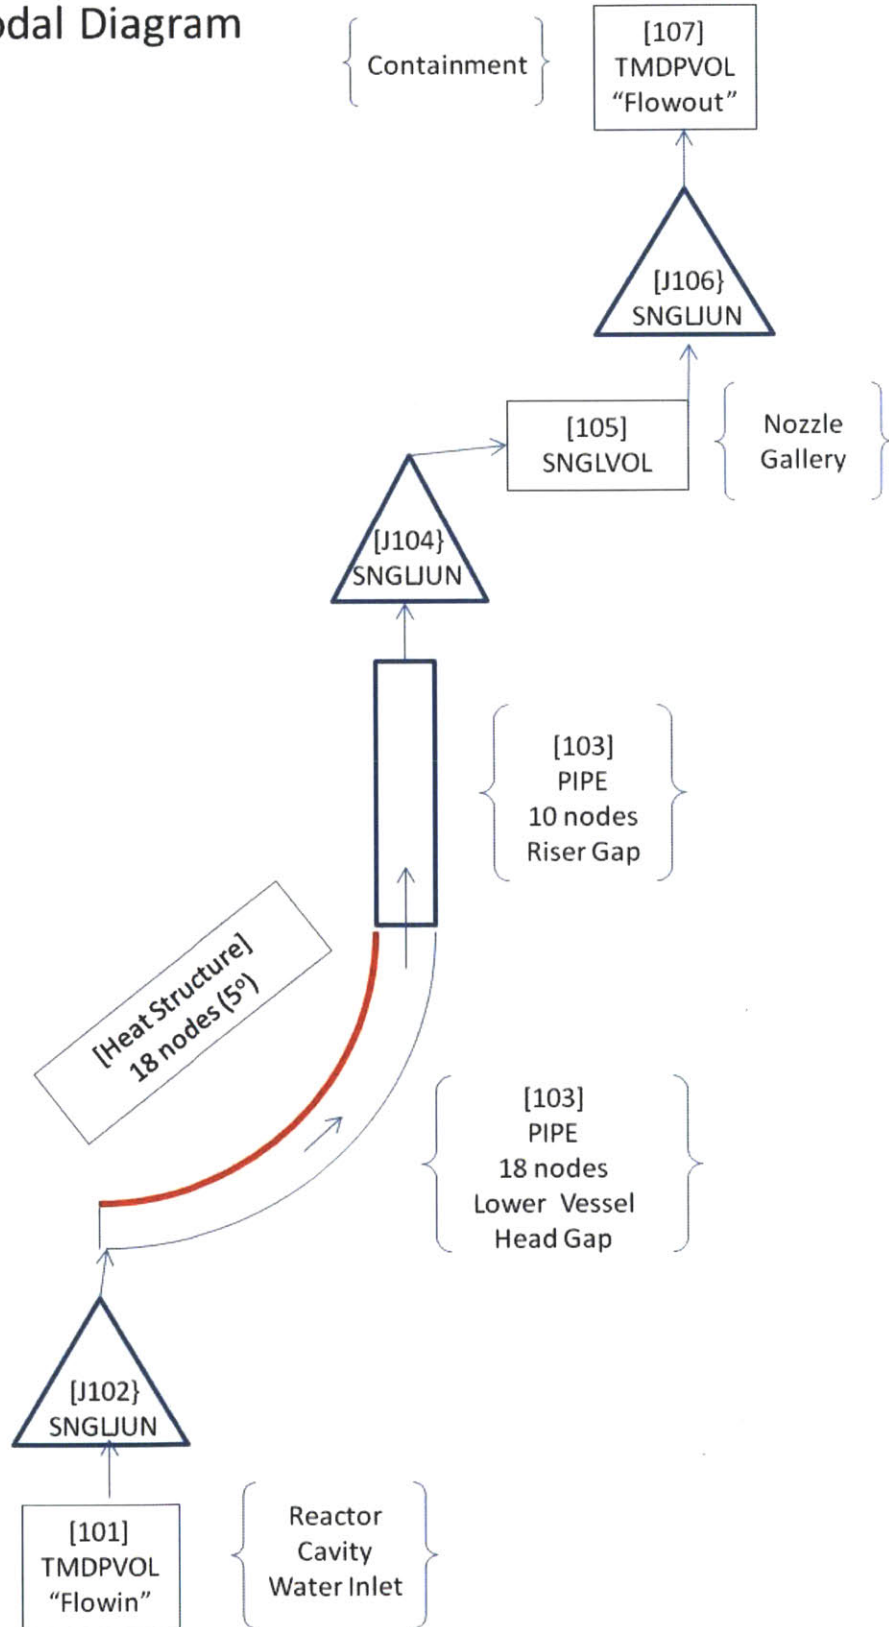 Diagram
[107]
TMDPVOL
“Flowout”
Containment
[J106}
SNGLJUN
[105]
SNGLVOL
Nozzle
Gallery
[J104}
SNGLJUN
[103]
PIPE
10 nodes
Riser Gap
[Heat Structure]
18 nodes (5º)
[103]
PIPE
18 nodes
Lower Vessel
Head Gap
[J102}
SNGLJUN
[101]
TMDPVOL
“Flowin”
Reactor
Cavity
Water Inlet